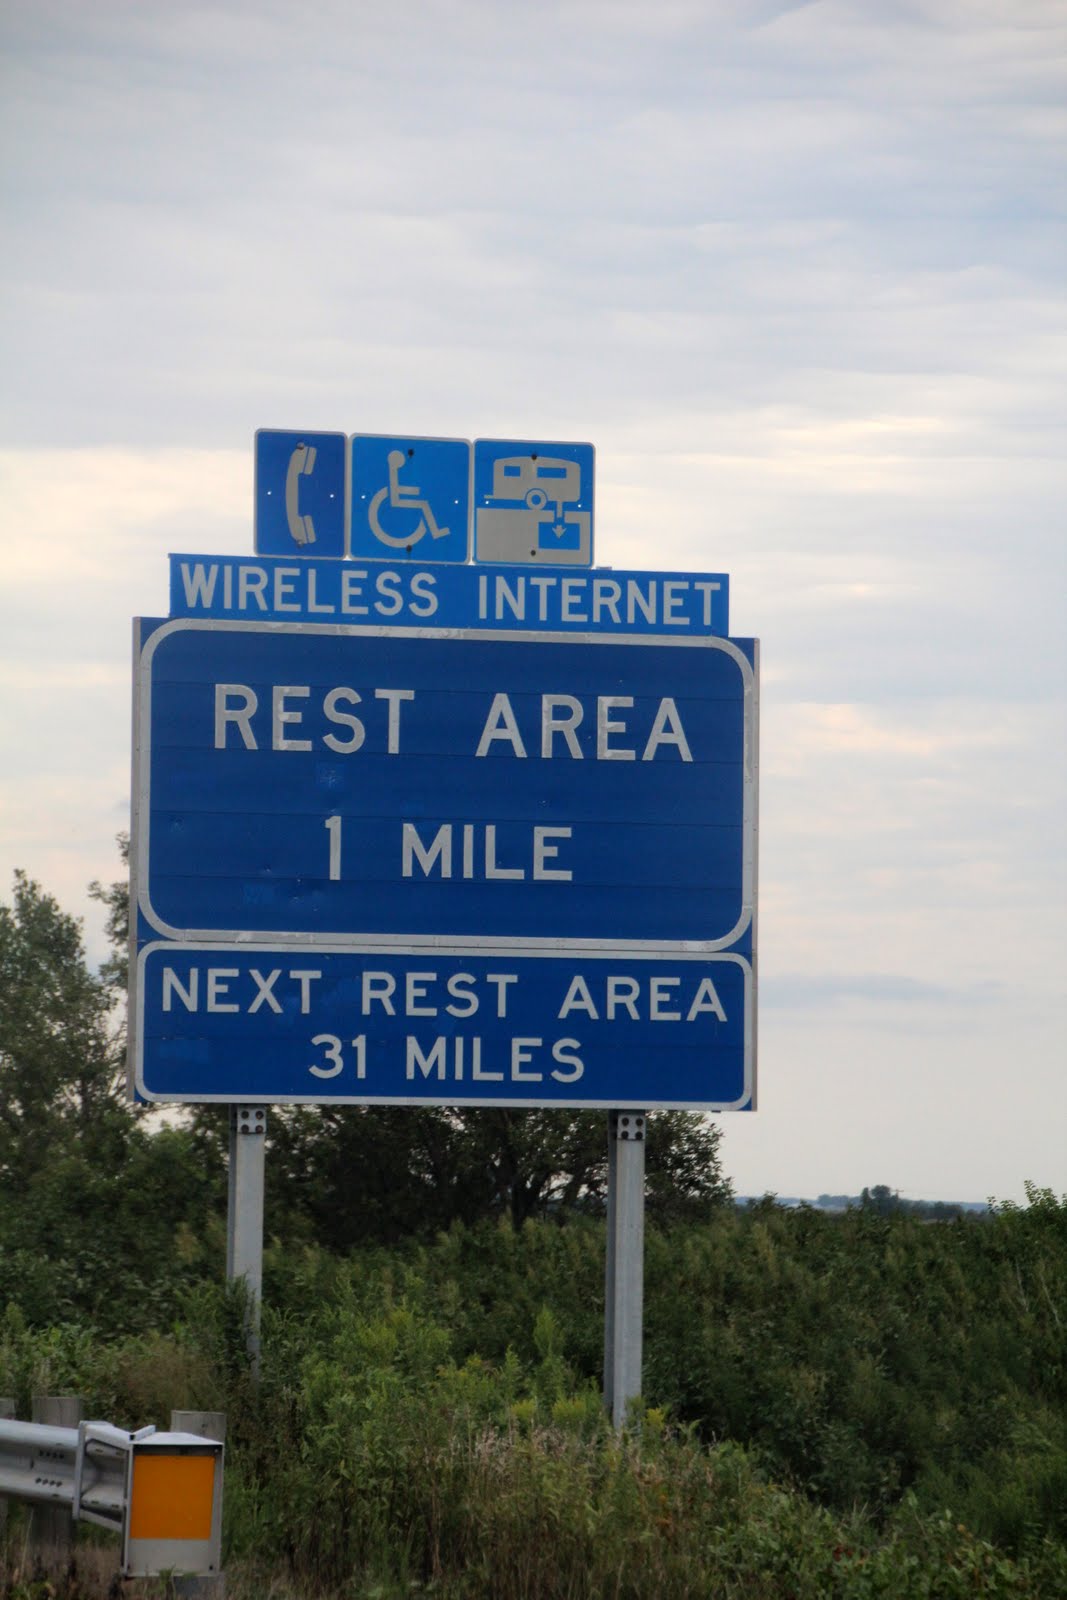 WIRELESS INTERNET
REST AREA
1 MILE
NEXT REST AREA
31 MILES